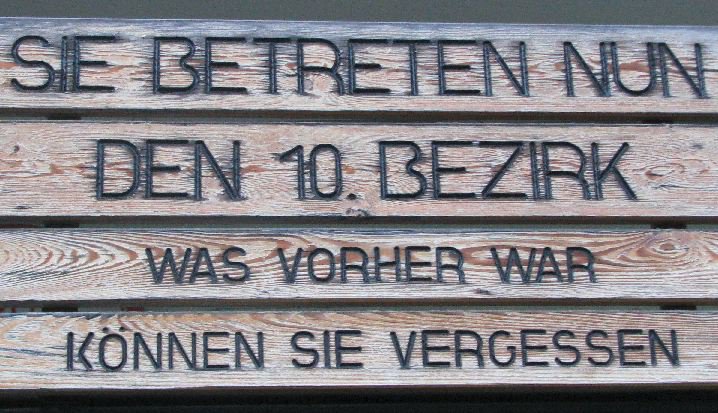 SIE BETRETEN NUN
DEN 10. BEZIRK
WAS VORHER WAR
KÖNNEN SIE VERGESSEN